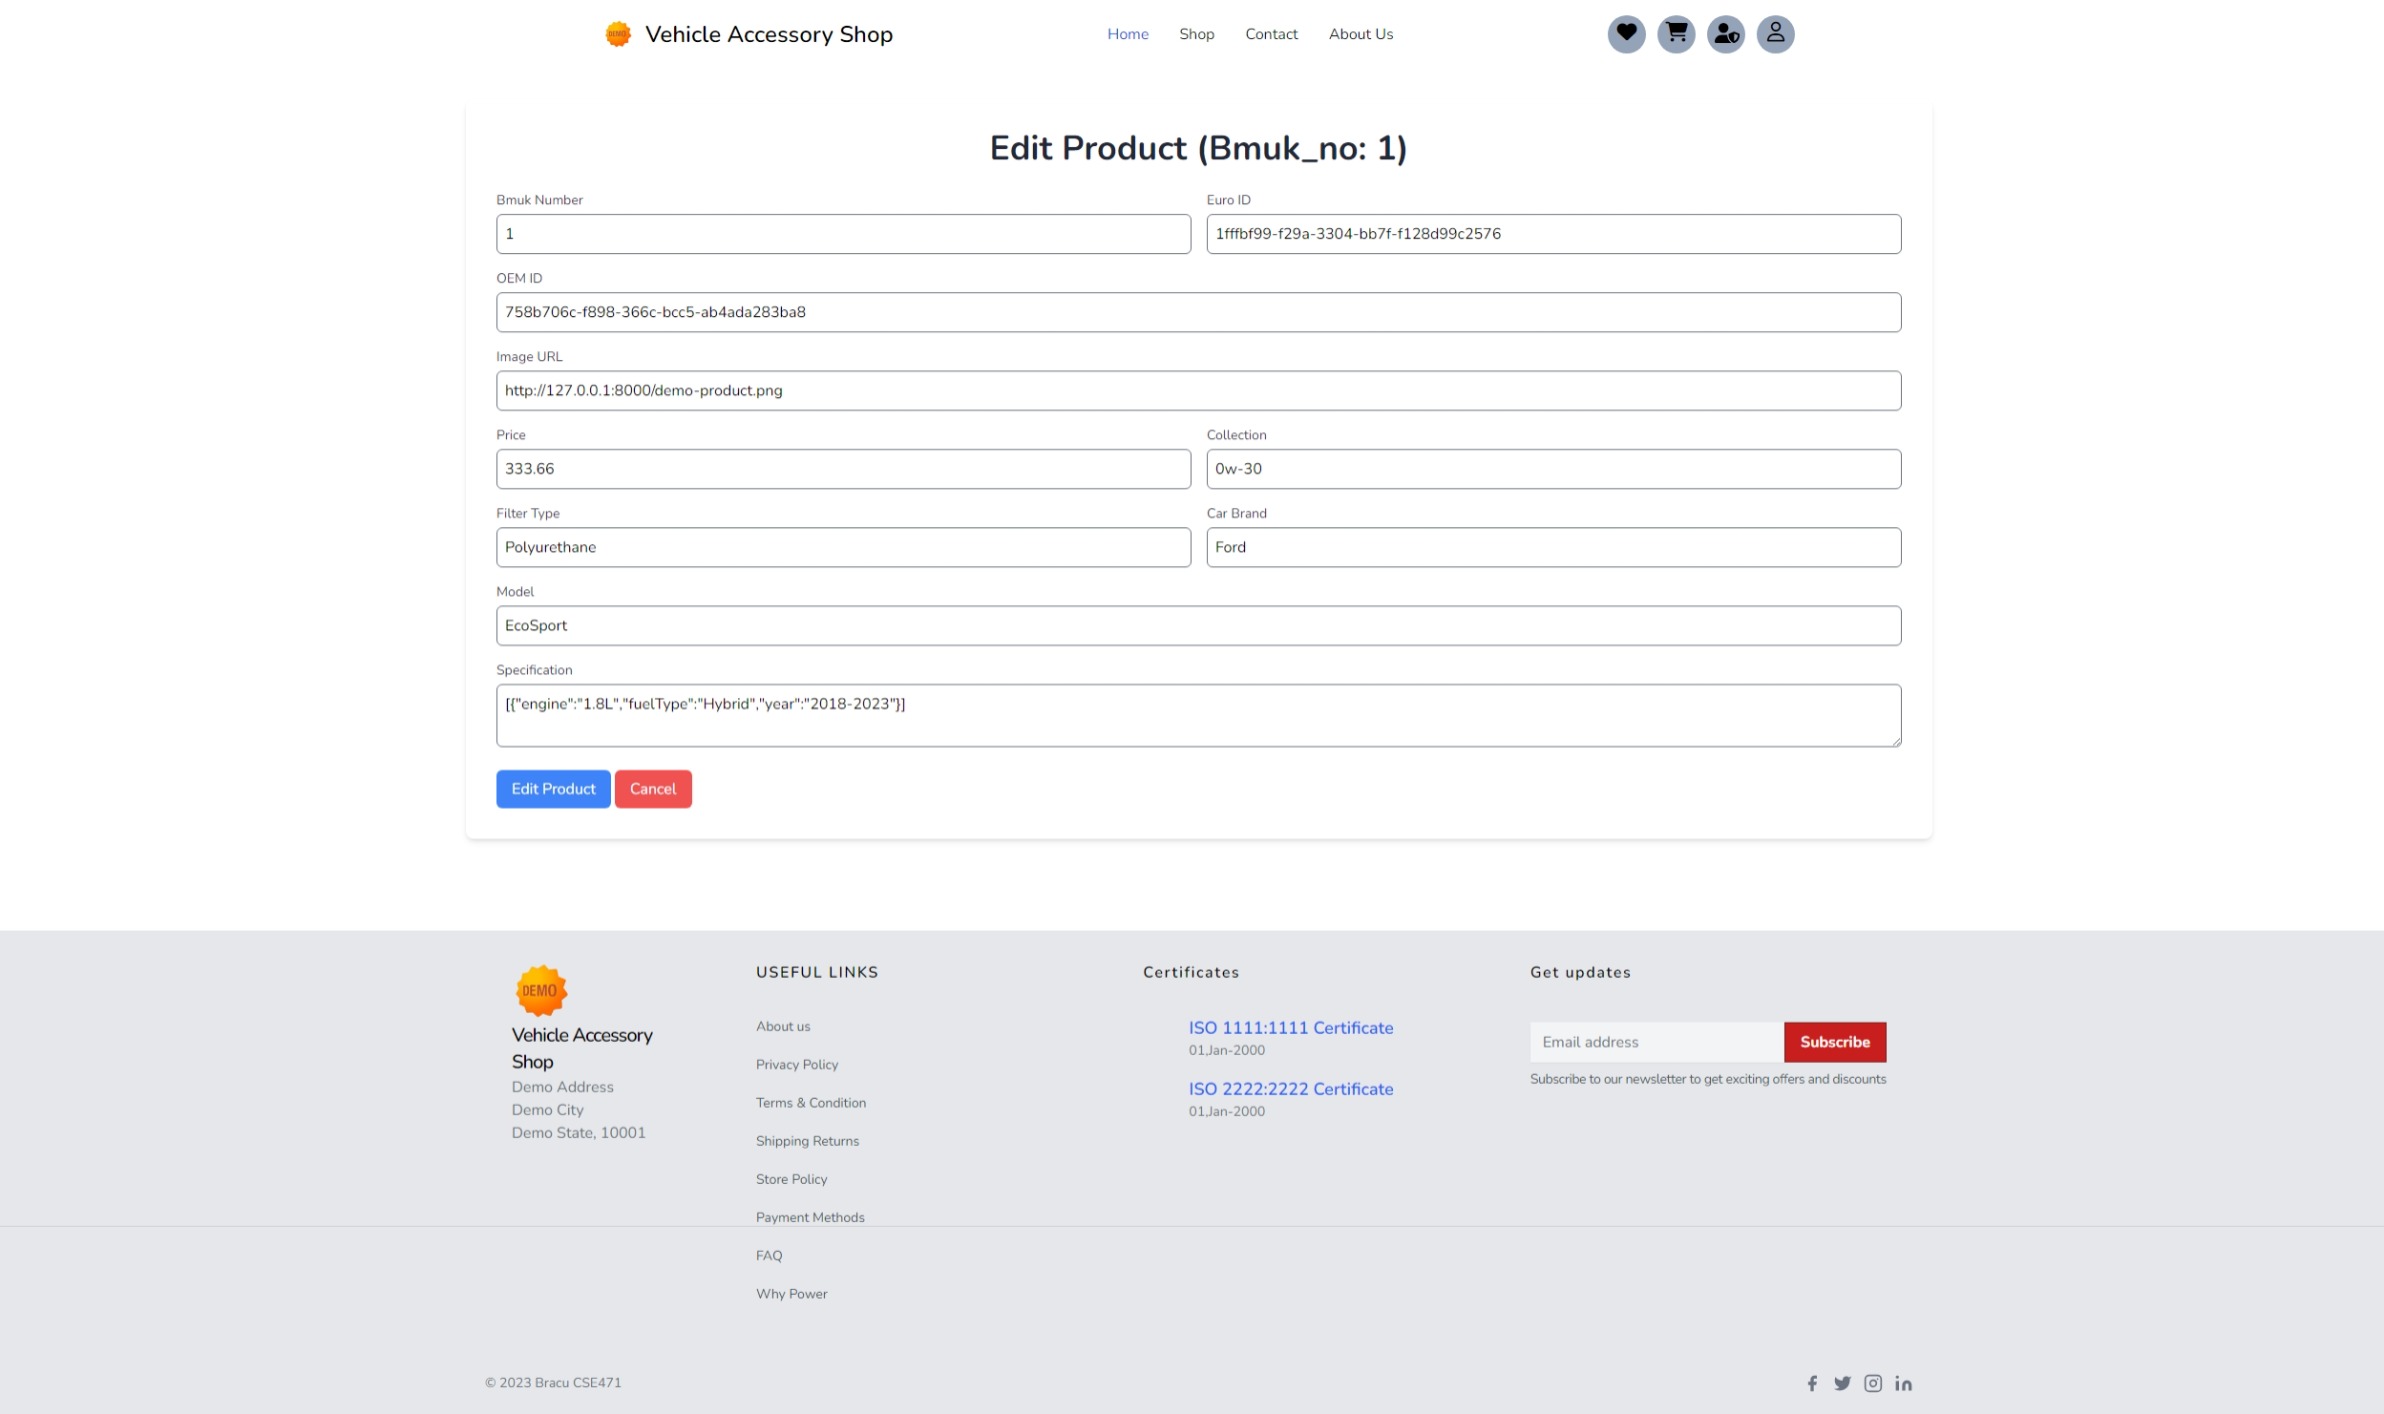 DEMO
Vehicle Accessory Shop
Home
Shop
Contact
About Us
Edit Product (Bmuk_no: 1)
Bmuk Number
1
Euro ID
1fffbf99-f29a-3304-bb7f-f128d99c2576
OEM ID
758b706c-f898-366c-bcc5-ab4ada283ba8
Image URL
http://127.0.0.1:8000/demo-product.png
Price
333.66
Collection
0w-30
Filter Type
Polyurethane
Car Brand
Ford
Model
EcoSport
Specification
[{"engine":"1.8L","fuelType":"Hybrid","year":"2018-2023"}]
Edit Product
Cancel
DEMO
Vehicle Accessory
Shop
Demo Address
Demo City
Demo State, 10001
USEFUL LINKS
About us
Privacy Policy
Terms & Condition
Shipping Returns
Store Policy
Payment Methods
FAQ
Why Power
Certificates
ISO 1111:1111 Certificate
01,Jan-2000
ISO 2222:2222 Certificate
01,Jan-2000
Get updates
Email address
Subscribe
Subscribe to our newsletter to get exciting offers and discounts
© 2023 Bracu CSE471